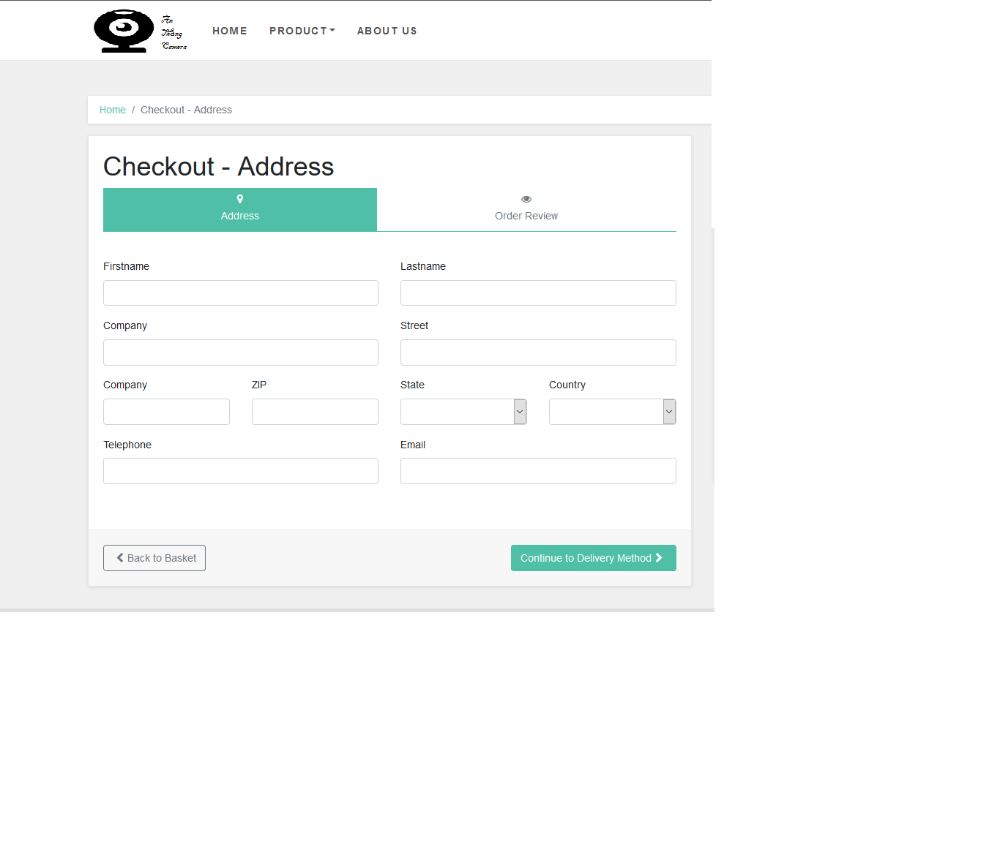 An
Thắng
Camera
HOME PRODUCT ABOUT US
Home / Checkout - Address
Checkout - Address
Address Order Review
Firstname Lastname
Company Street
Company ZIP State Country
Telephone Email
Back to Basket Continue to Delivery Method